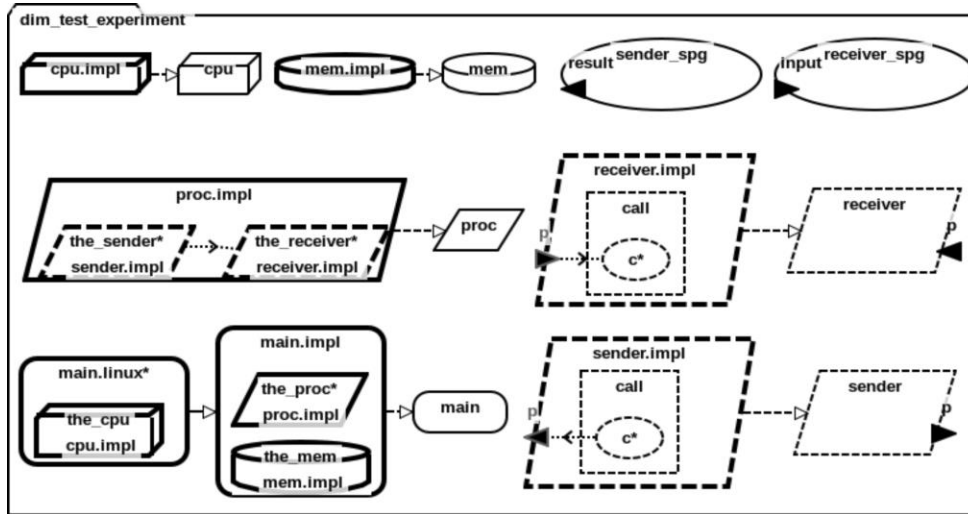 dim_test_experiment
cpu.impl
cpu
mem.impl
mem
result
sender_spg
input
receiver_spg
proc.impl
the_sender*
sender.impl
the_receiver*
receiver.impl
proc
receiver.impl
call
c*
p
receiver
p
main.linux*
the_cpu
cpu.impl
main.impl
the_proc*
proc.impl
the_mem
mem.impl
main
sender.impl
call
c*
p
sender
p